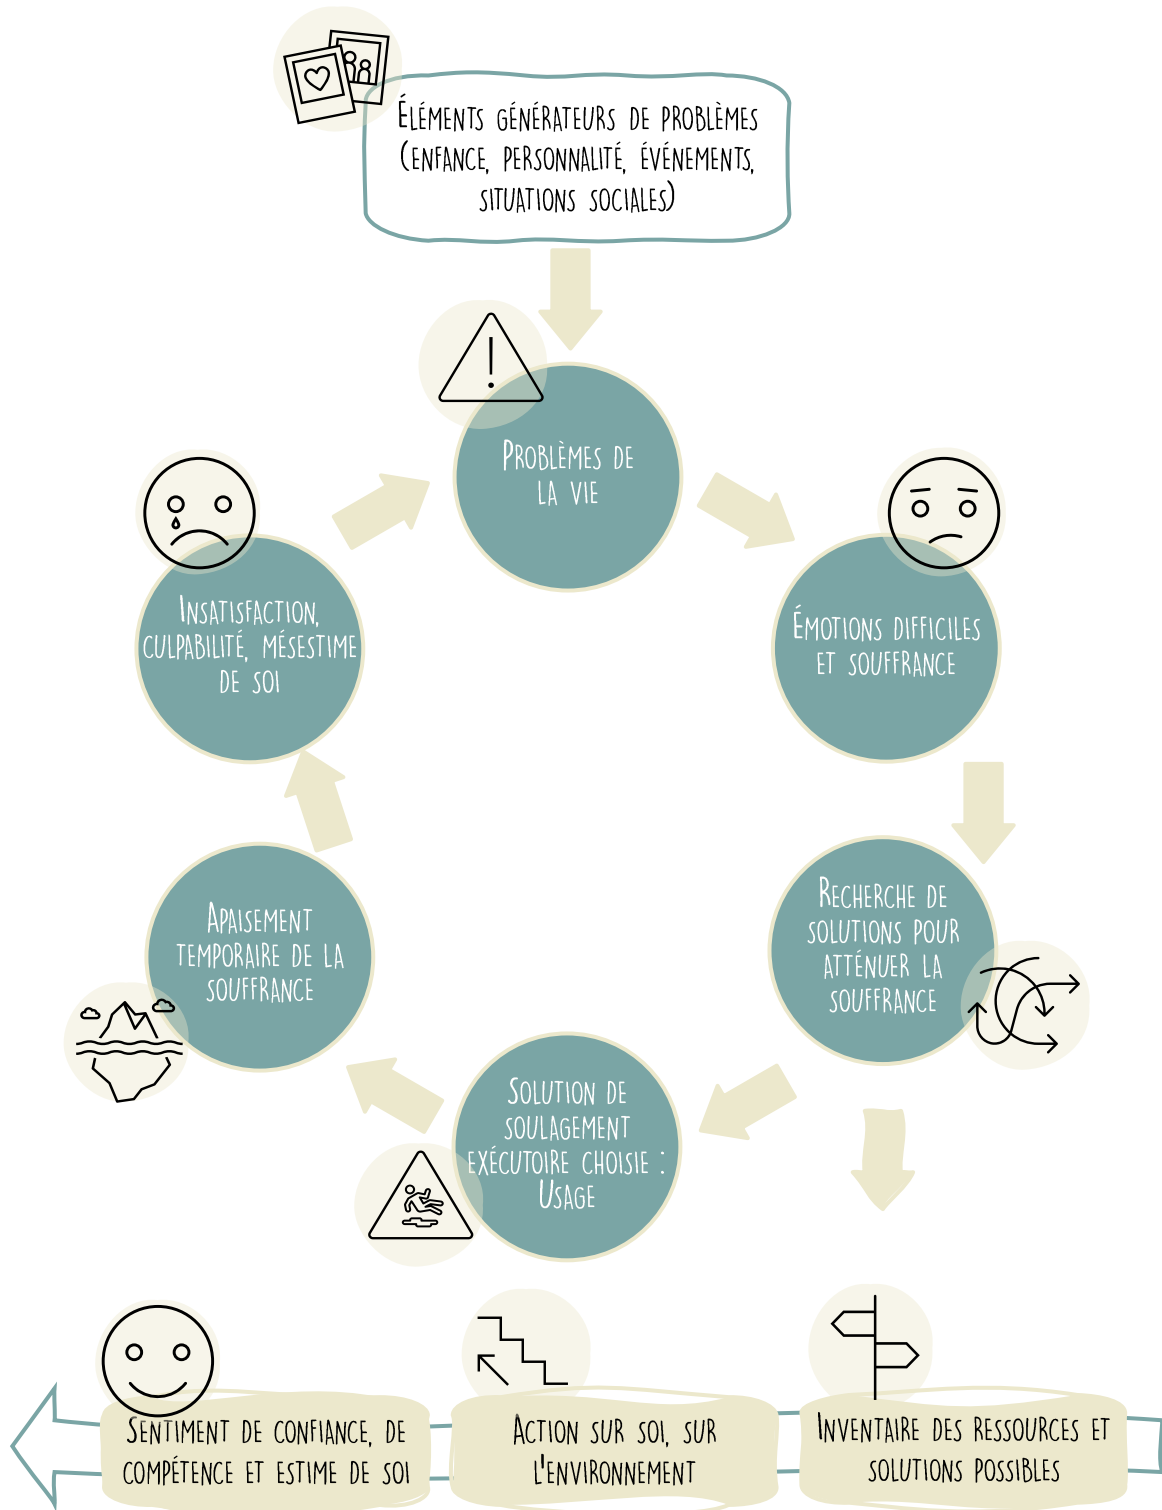 Éléments générateurs de problèmes
(enfance, personnalité, événements,
situations sociales)
Problèmes de
la vie
Émotions difficiles
et souffrance
Recherche de
solutions pour
atténuer la
souffrance
Solution de
soulagement
exécutoire choisie :
Usage
Apaisement
temporaire de la
souffrance
Insatisfaction,
culpabilité, mésestime
de soi
Inventaire des ressources et
solutions possibles
Action sur soi, sur
l'environnement
Sentiment de confiance, de
compétence et estime de soi